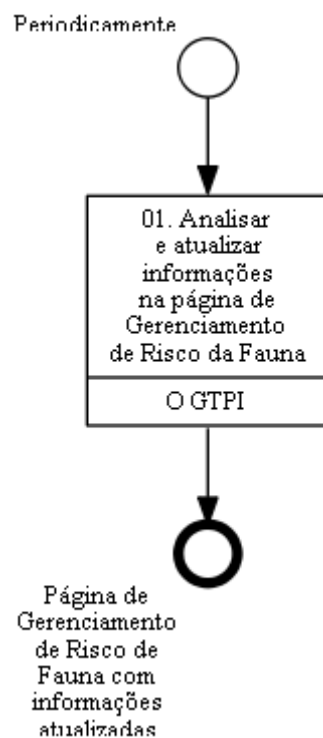 Periodicamente
01. Analisar
e atualizar
informações
na página de
Gerenciamento
de Risco da Fauna
O GTPI
Página de
Gerenciamento
de Risco de
Fauna com
informações
atualizadas